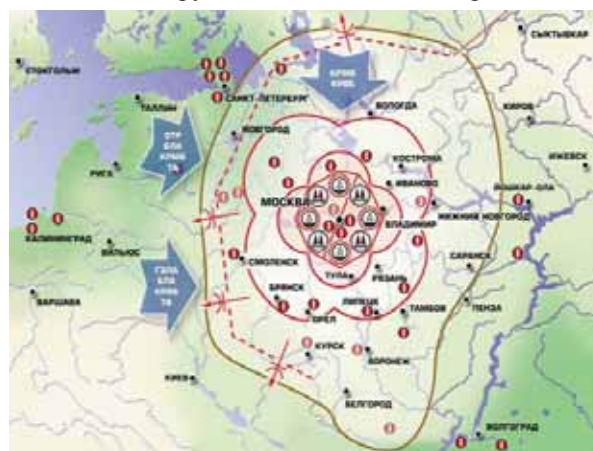 СЫКТЫВКАР
СТОКГОЛЬМ
САНКТ-ПЕТЕРБУРГ
ТАЛЛИН
ВОЛОГДА
КИРОВ
НОВГОРОД
КОСТРОМА
ИЖЕВСК
РИГА
ИВАНОВО
ЙОШКАР-ОЛА
МОСКВА
ВЛАДИМИР
НИЖНИЙ НОВГОРОД
КАЛИНИНГРАД
ВИЛЬЮС
СМОЛЕНСК
САРАНСК
ТУЛА
РЯЗАНЬ
ВАРШАВА
БРЯНСК
ЛИПЕЦК
ТАМБОВ
ПЕНЗА
ОРЕЛ
КУРСК
ВОРОНЕЖ
КИЕВ
БЕЛГОРОД
ВОЛГОГРАД